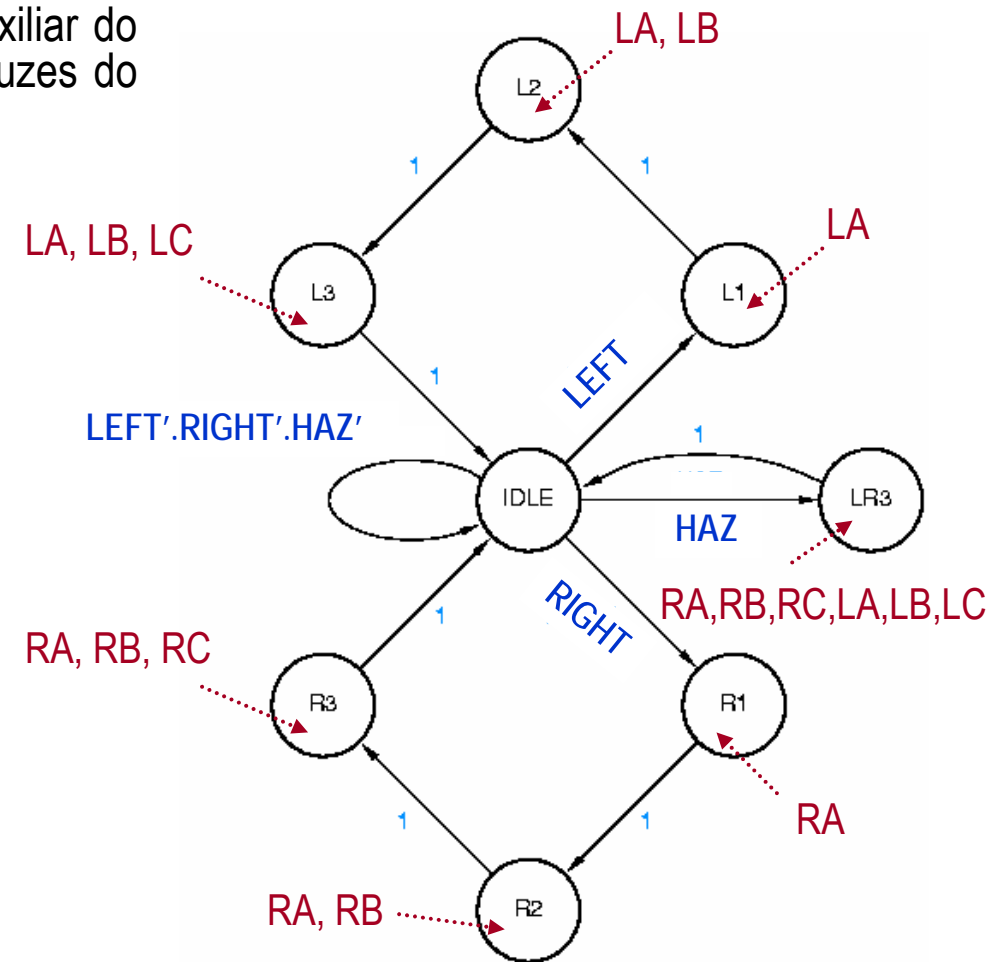 xiliar do
LA, LB
uzes do
L2
1 1
LA, LB, LC
LA
L3 L1
LEFT
1
LEFT′.RIGHT′.HAZ′
1
IDLE LR3
HAZ
RIGHT
RA,RB,RC,LA,LB,LC
1
RA, RB, RC
R3 R1
RA
1 1
RA, RB
R2